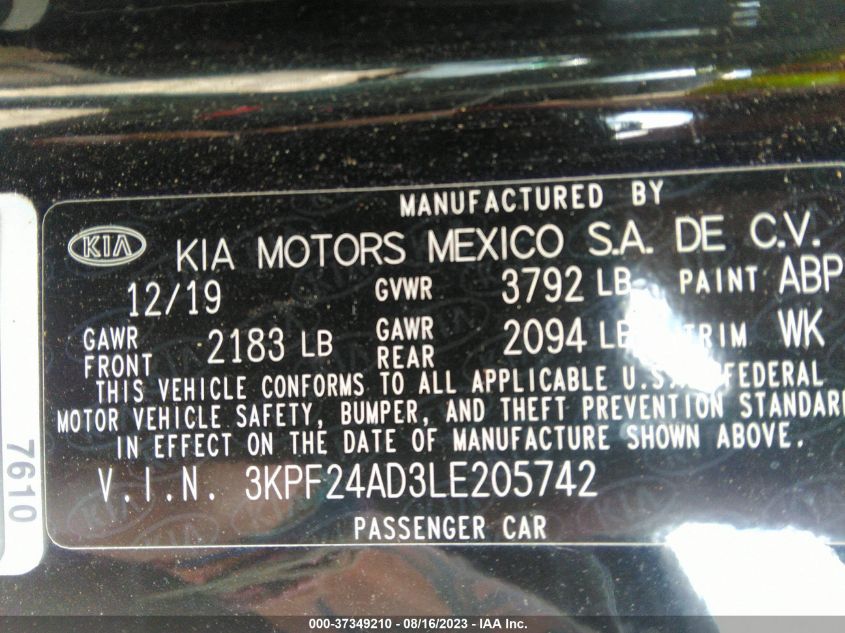 MANUFACTURED BY
KIA KIA MOTORS MEXICO S.A. DE C.V.
12/19 GVWR 3792 LB PAINT ABP
GAWR FRONT 2183 LB GAWR REAR 2094 LB TRIM WK
THIS VEHICLE CONFORMS TO ALL APPLICABLE U.S.A. FEDERAL
MOTOR VEHICLE SAFETY, BUMPER, AND THEFT PREVENTION STANDAR
IN EFFECT ON THE DATE OF MANUFACTURE SHOWN ABOVE.
V.I.N. 3KPF24AD3LE205742
PASSENGER CAR
7610
000-37349210 - 08/16/2023 - IAA Inc.